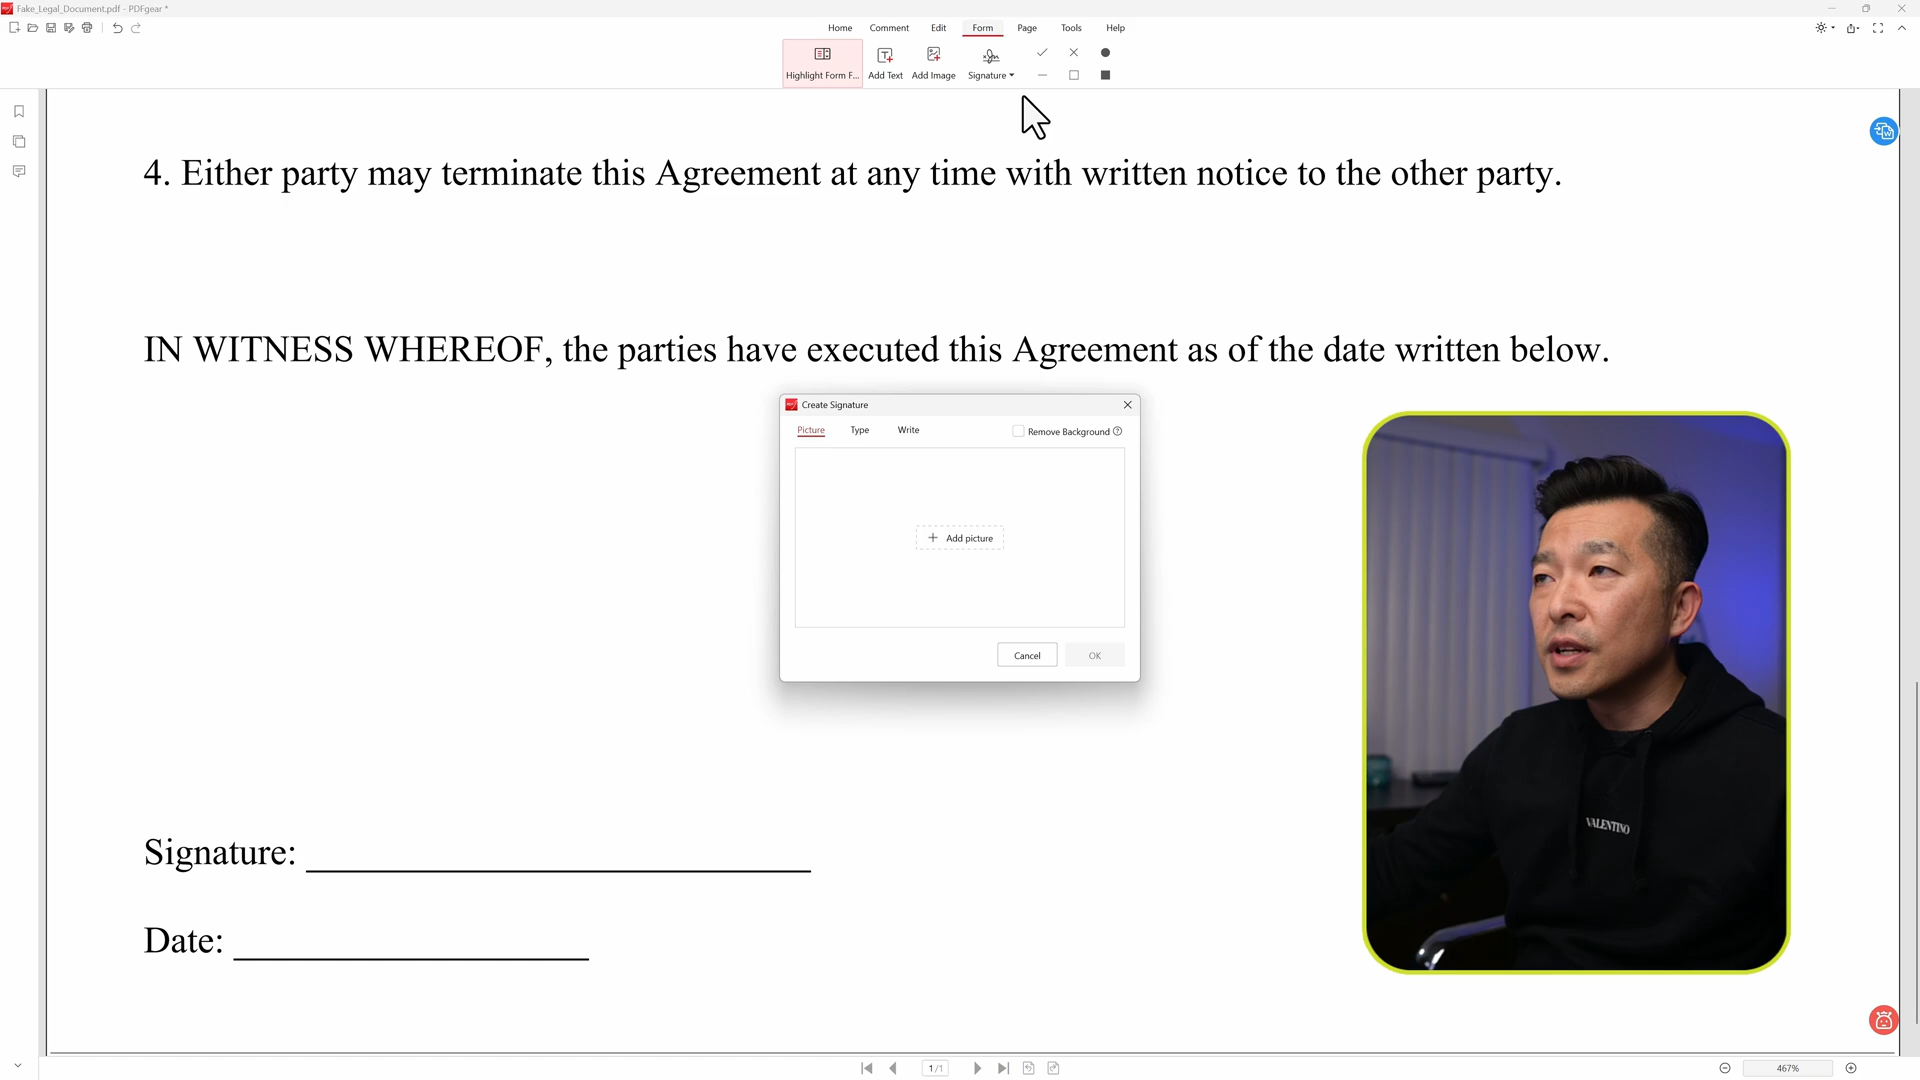 Fake_Legal_Document.pdf - PDFgear *
Home Comment Edit Form Page Tools Help
Highlight Form F... Add Text Add Image Signature
4. Either party may terminate this Agreement at any time with written notice to the other party.
IN WITNESS WHEREOF, the parties have executed this Agreement as of the date written below.
Create Signature
Picture Type Write Remove Background
Add picture
Cancel OK
VALENTINO
Signature:
Date:
1/1
467%